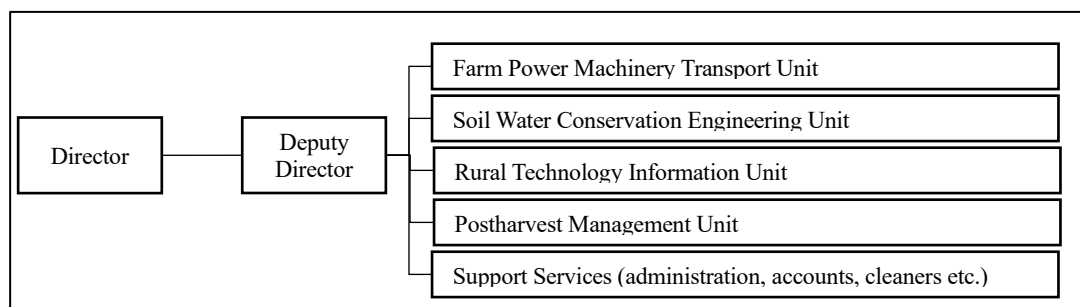 Director
Deputy
Director
Farm Power Machinery Transport Unit
Soil Water Conservation Engineering Unit
Rural Technology Information Unit
Postharvest Management Unit
Support Services (administration, accounts, cleaners etc.)